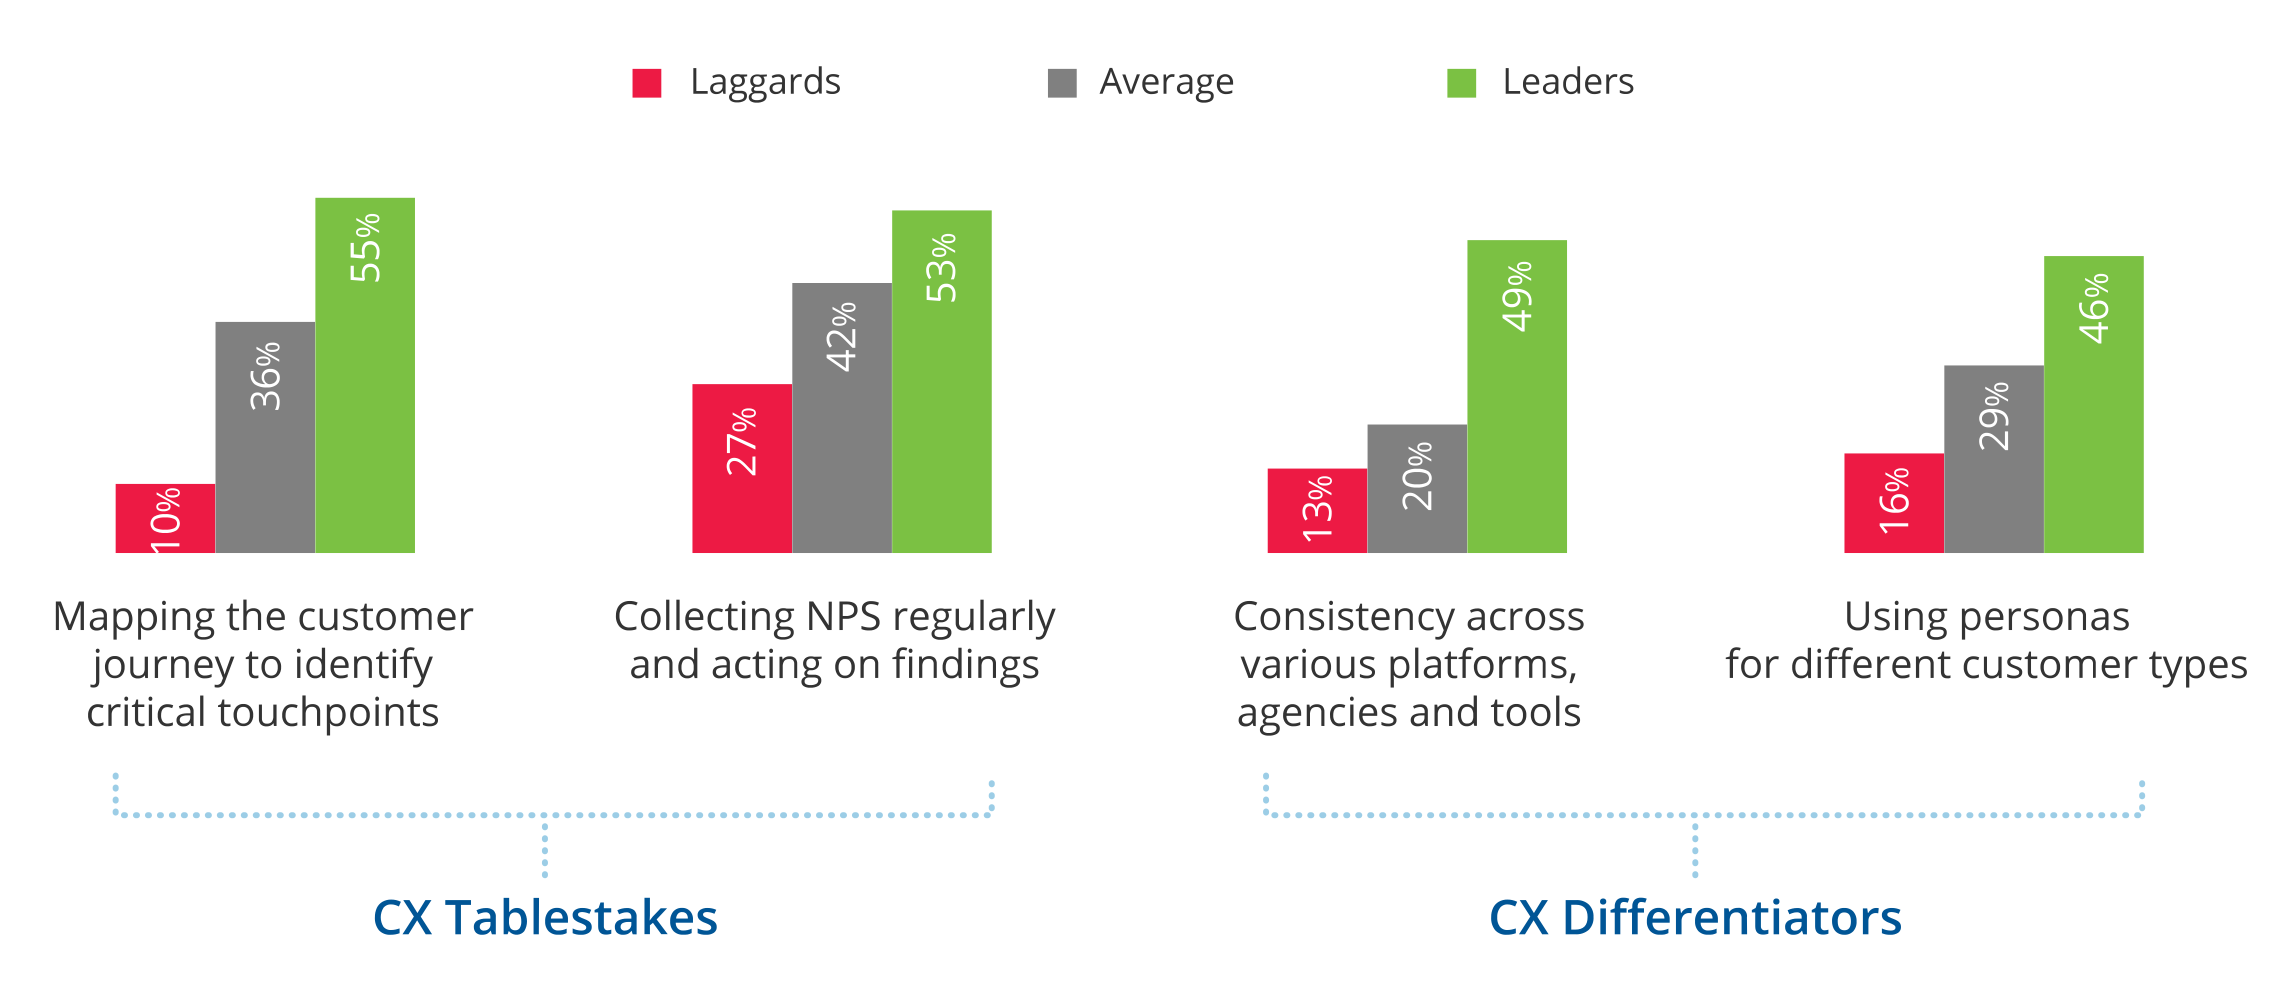 Laggards
Average
Leaders
10%
36%
55%
27%
42%
53%
13%
20%
49%
16%
29%
46%
Mapping the customer
journey to identify
critical touchpoints
Collecting NPS regularly
and acting on findings
Consistency across
various platforms,
agencies and tools
Using personas
for different customer types
CX Tablestakes
CX Differentiators